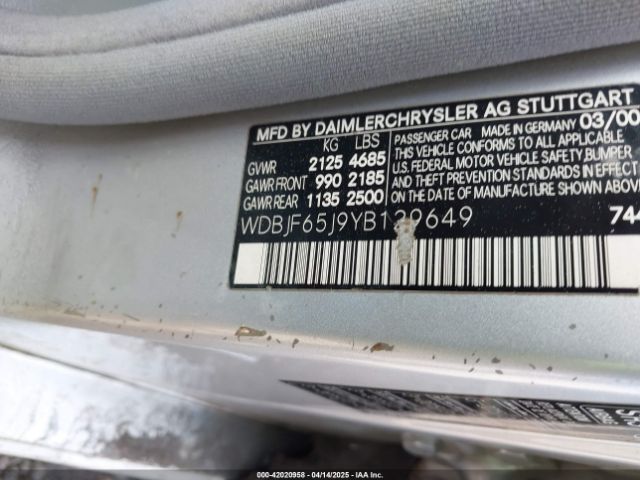 MFD BY DAIMLERCHRYSLER AG STUTTGART
KG LBS
GVWR 2125 4685
GAWR FRONT 990 2185
GAWR REAR 1135 2500
PASSENGER CAR MADE IN GERMANY 03/00
THIS VEHICLE CONFORMS TO ALL APPLICABLE
U.S. FEDERAL MOTOR VEHICLE SAFETY, BUMPER
AND THEFT PREVENTION STANDARDS IN EFFECT
ON THE DATE OF MANUFACTURE SHOWN ABOVE
WDBJF65J9YB139649
744
000-42020958 - 04/14/2025 - IAAI.CA